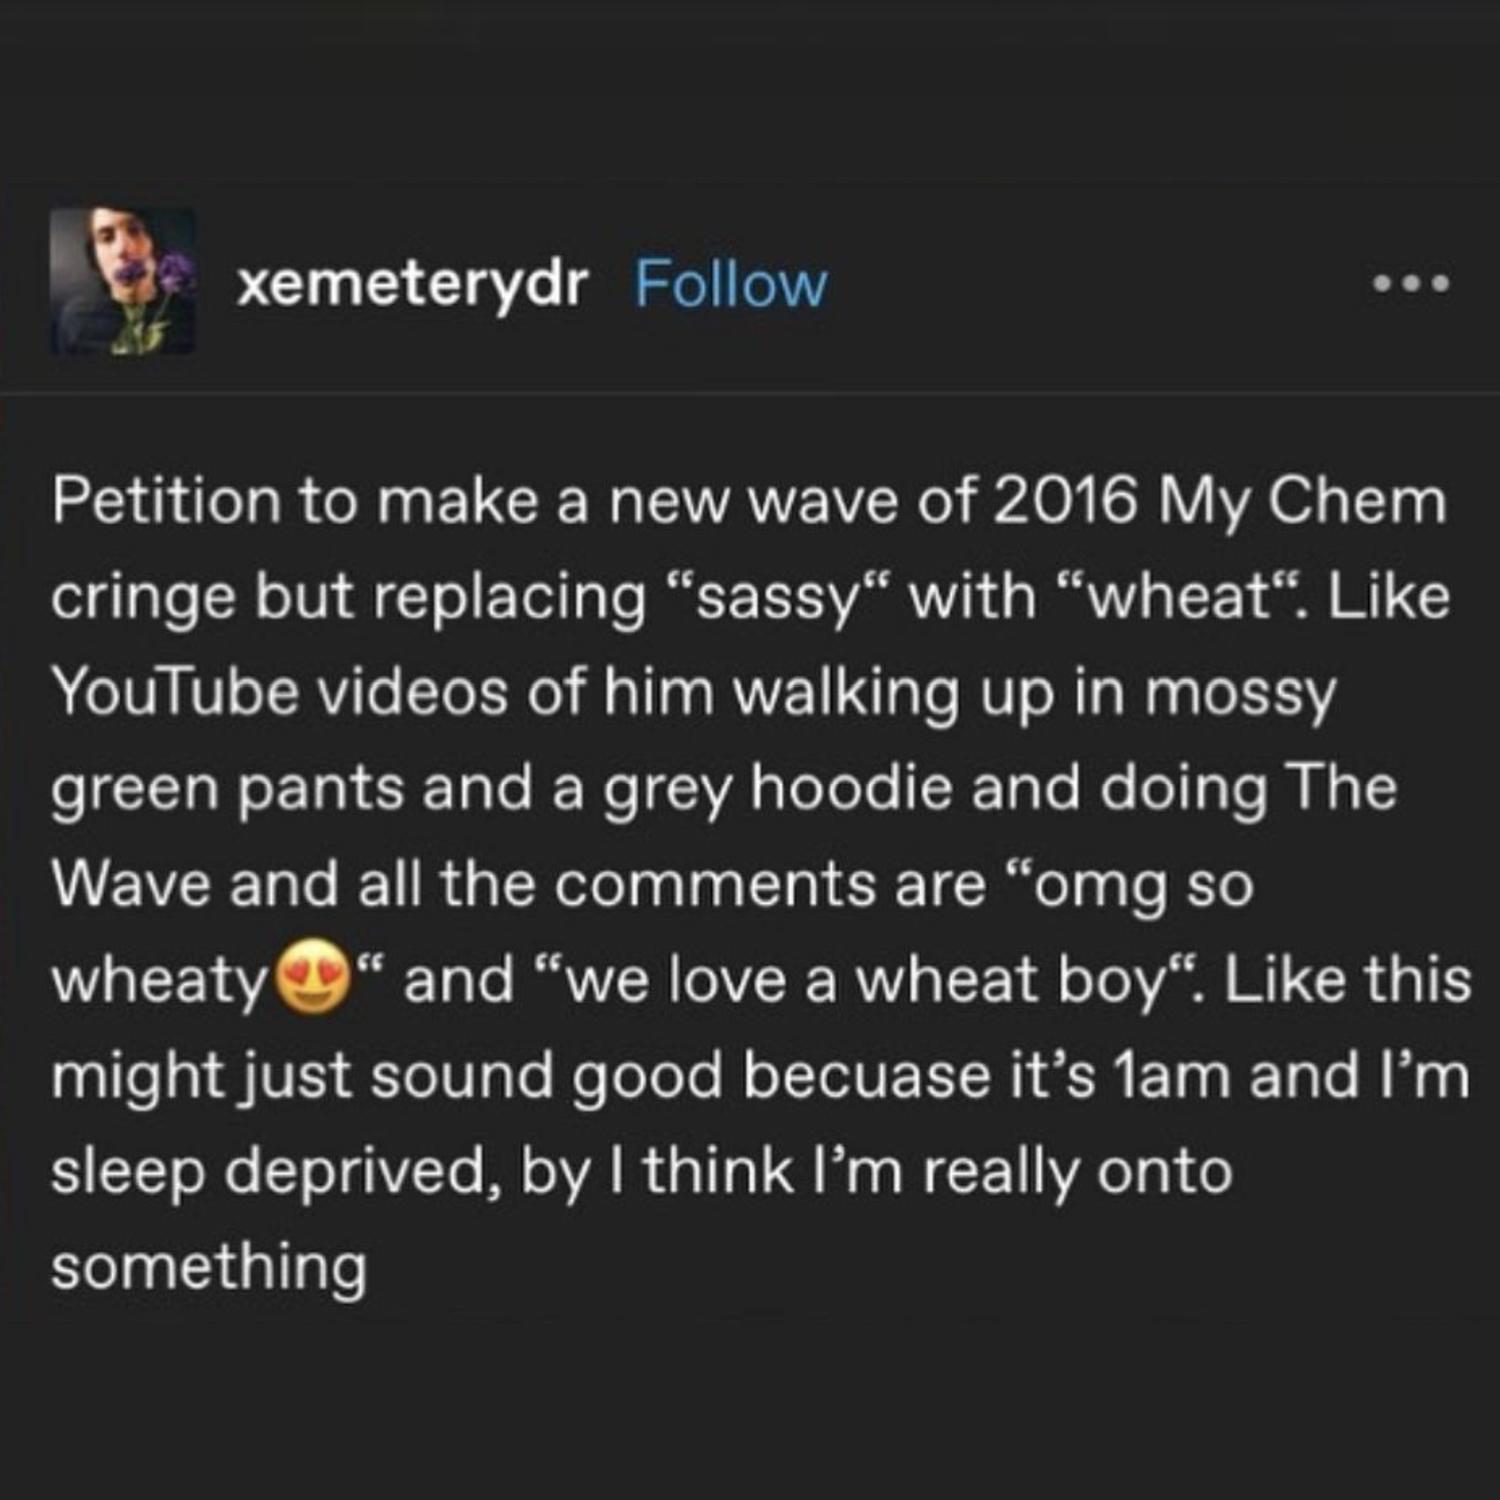 xemeterydr Follow
Petition to make a new wave of 2016 My Chem
cringe but replacing “sassy“ with “wheat“. Like
YouTube videos of him walking up in mossy
green pants and a grey hoodie and doing The
Wave and all the comments are “omg so
wheaty😍“ and “we love a wheat boy“. Like this
might just sound good becuase it’s 1am and I’m
sleep deprived, by I think I’m really onto
something